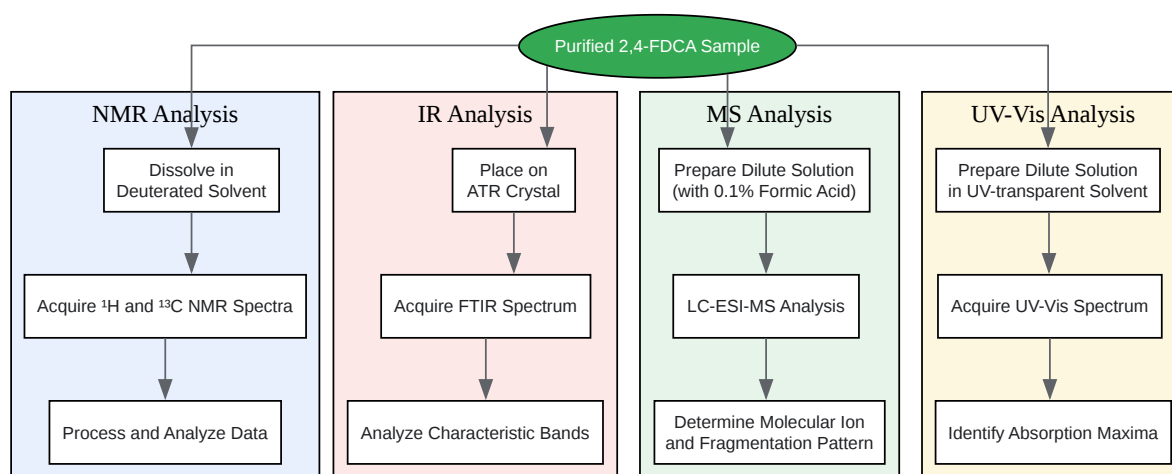 Purified 2,4-FDCA Sample
NMR Analysis
Dissolve in
Deuterated Solvent
Acquire ¹H and ¹³C NMR Spectra
Process and Analyze Data
IR Analysis
Place on
ATR Crystal
Acquire FTIR Spectrum
Analyze Characteristic Bands
MS Analysis
Prepare Dilute Solution
(with 0.1% Formic Acid)
LC-ESI-MS Analysis
Determine Molecular Ion
and Fragmentation Pattern
UV-Vis Analysis
Prepare Dilute Solution
in UV-transparent Solvent
Acquire UV-Vis Spectrum
Identify Absorption Maxima